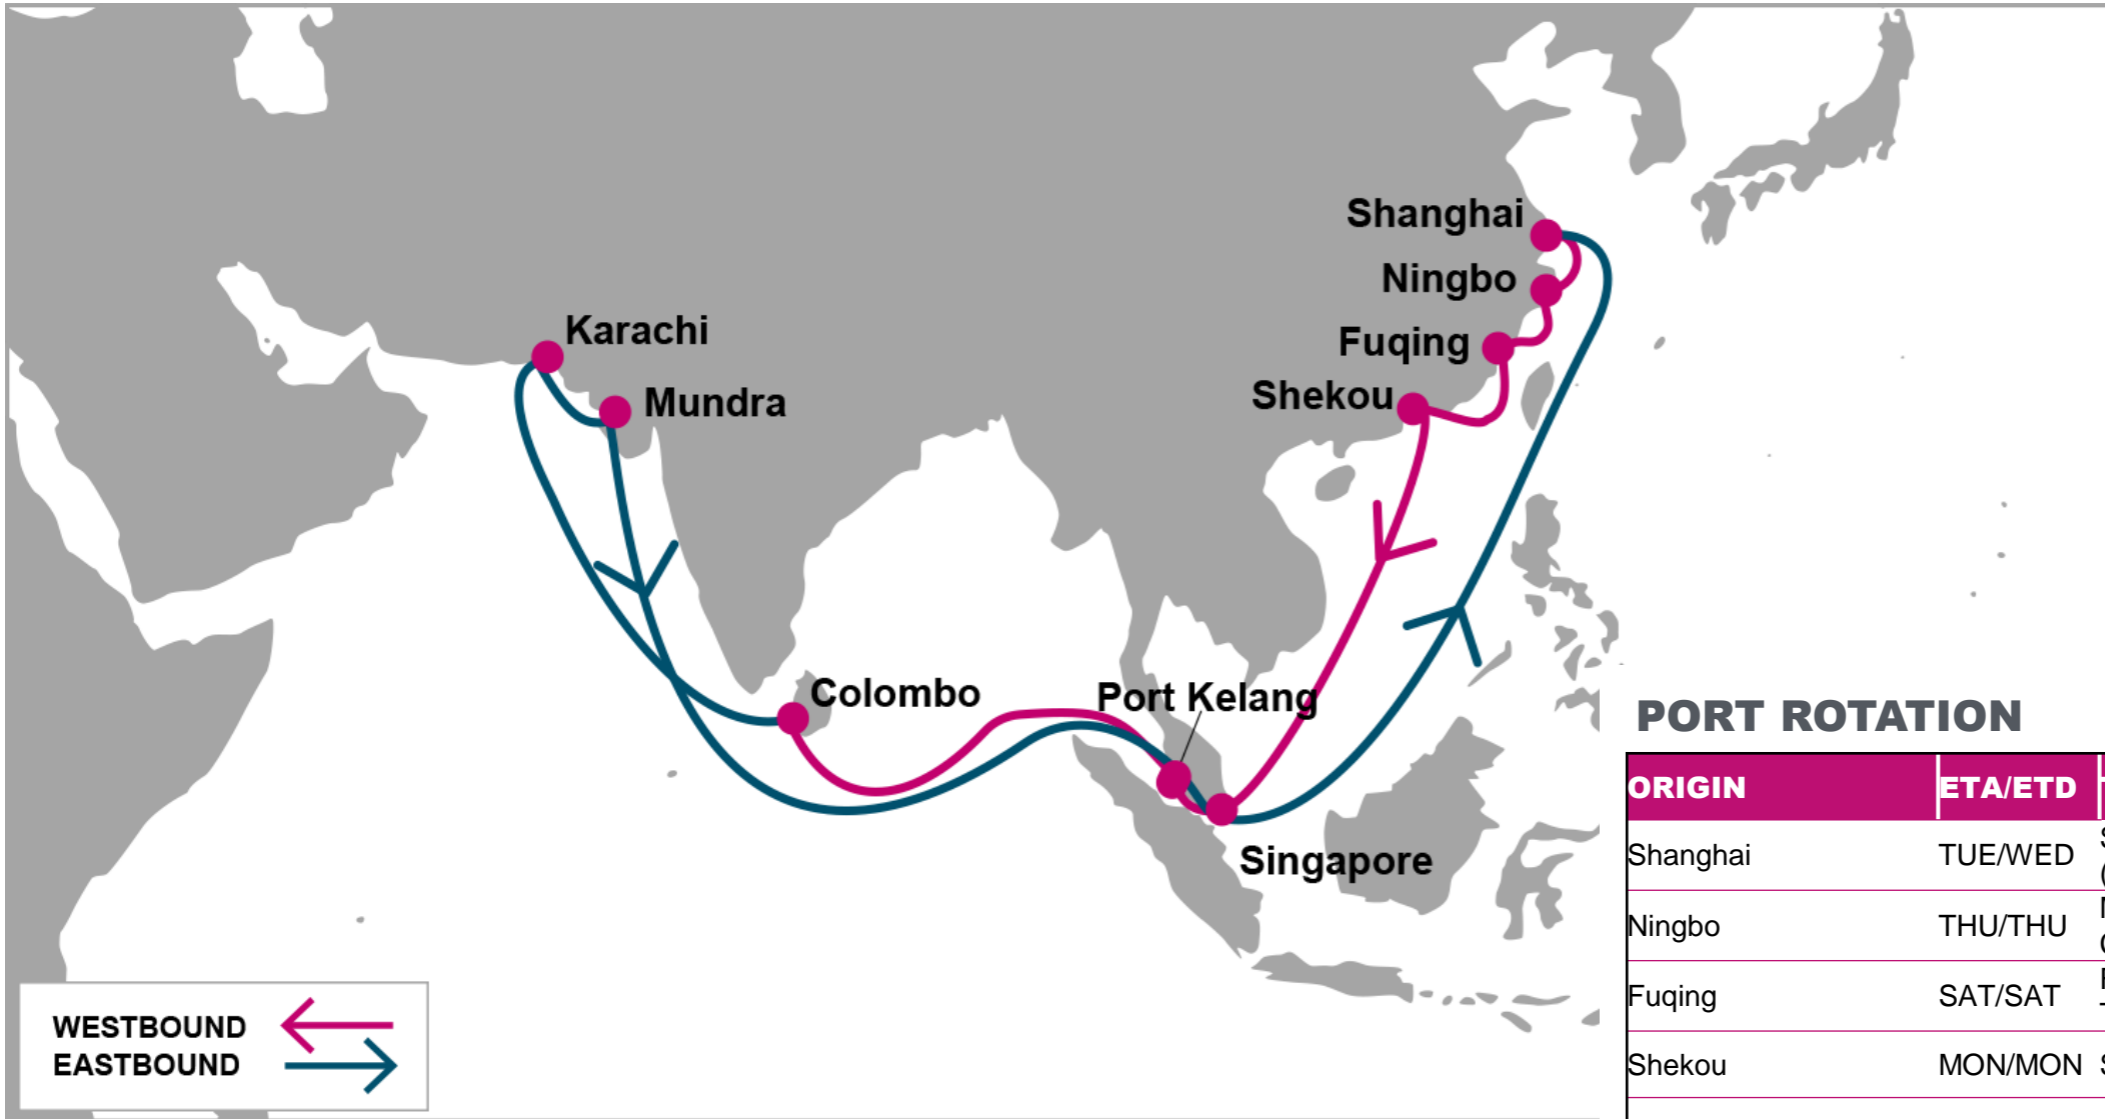 Shanghai
Ningbo
Fuqing
Shekou
Karachi
Mundra
Colombo
Port Kelang
Singapore
WESTBOUND
EASTBOUND
PORT ROTATION
ORIGIN ETA/ETD
Shanghai TUE/WED
Ningbo THU/THU
Fuqing SAT/SAT
Shekou MON/MON